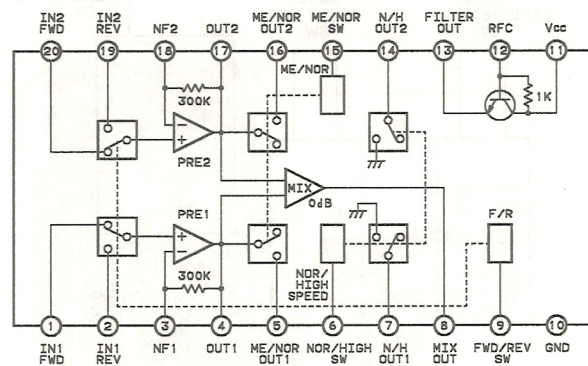 IN2 FWD
IN2 REV
NF2
OUT2
ME/NOR OUT2
ME/NOR SW
N/H OUT2
FILTER OUT
RFC
Vcc
20
19
18
17
16
15
14
13
12
11
ME/NOR
300K
1K
PRE2
MIX
0dB
PRE1
F/R
300K
NOR/
HIGH
SPEED
1
2
3
4
5
6
7
8
9
10
IN1 FWD
IN1 REV
NF1
OUT1
ME/NOR OUT1
NOR/HIGH SW
N/H OUT1
MIX OUT
FWD/REV SW
GND